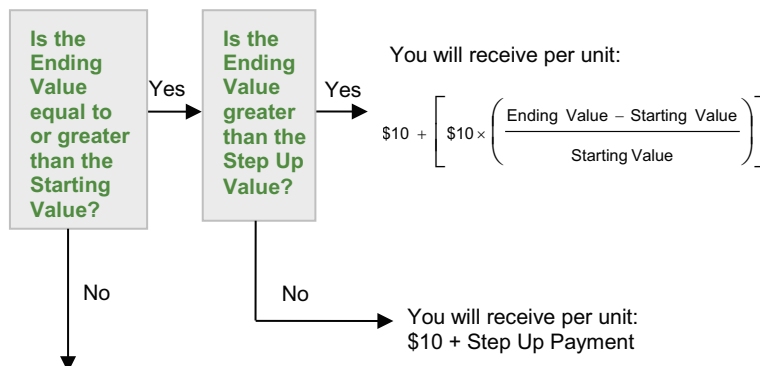 Is the
Ending
Value
equal to
or greater
than the
Starting
Value?
Yes
No
Is the
Ending
Value
greater
than the
Step Up
Value?
Yes
No
You will receive per unit:
$10 + [ $10 × ( Ending Value − Starting Value
Starting Value ) ]
You will receive per unit:
$10 + Step Up Payment